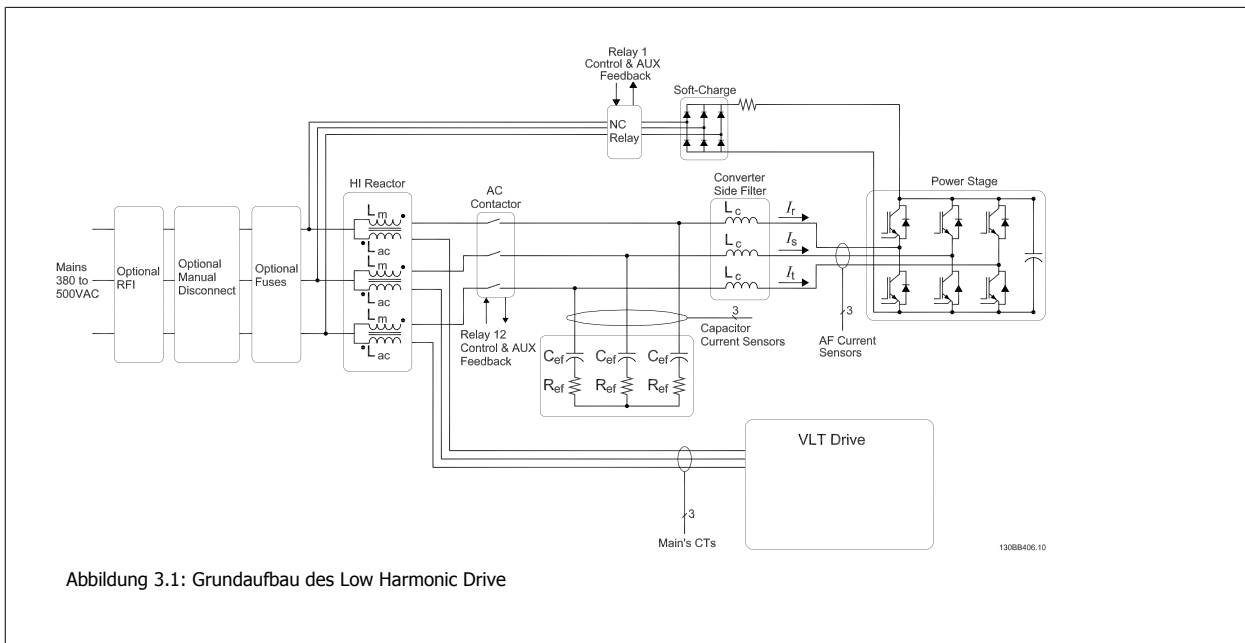 Relay 1
Control & AUX
Feedback
Soft-Charge
NC
Relay
HI Reactor
AC
Contactor
Converter
Side Filter
Power Stage
Lm
Lac
Lm
Lac
Lm
Lac
Lc
Lc
Lc
Ir
Is
It
Mains
380 to
500VAC
Optional
RFI
Optional
Manual
Disconnect
Optional
Fuses
Relay 12
Control & AUX
Feedback
3
Capacitor
Current Sensors
3
AF Current
Sensors
Cef Cef Cef
Ref Ref Ref
VLT Drive
3
Main's CTs
130BB406.10
Abbildung 3.1: Grundaufbau des Low Harmonic Drive